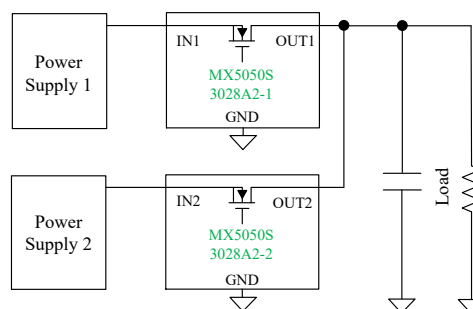 Power
Supply 1
IN1
OUT1
MX5050S
3028A2-1
GND
Power
Supply 2
IN2
OUT2
MX5050S
3028A2-2
GND
Load